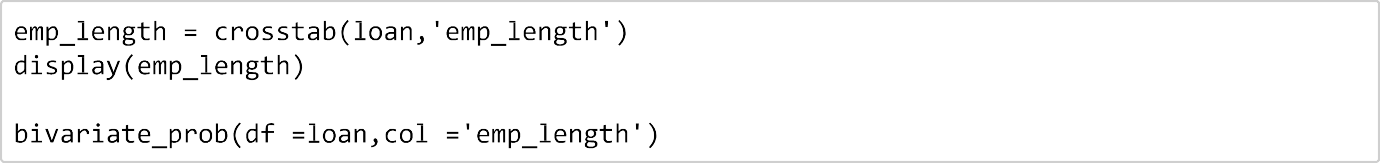 emp_length = crosstab(loan,'emp_length')
display(emp_length)
bivariate_prob(df =loan,col ='emp_length')